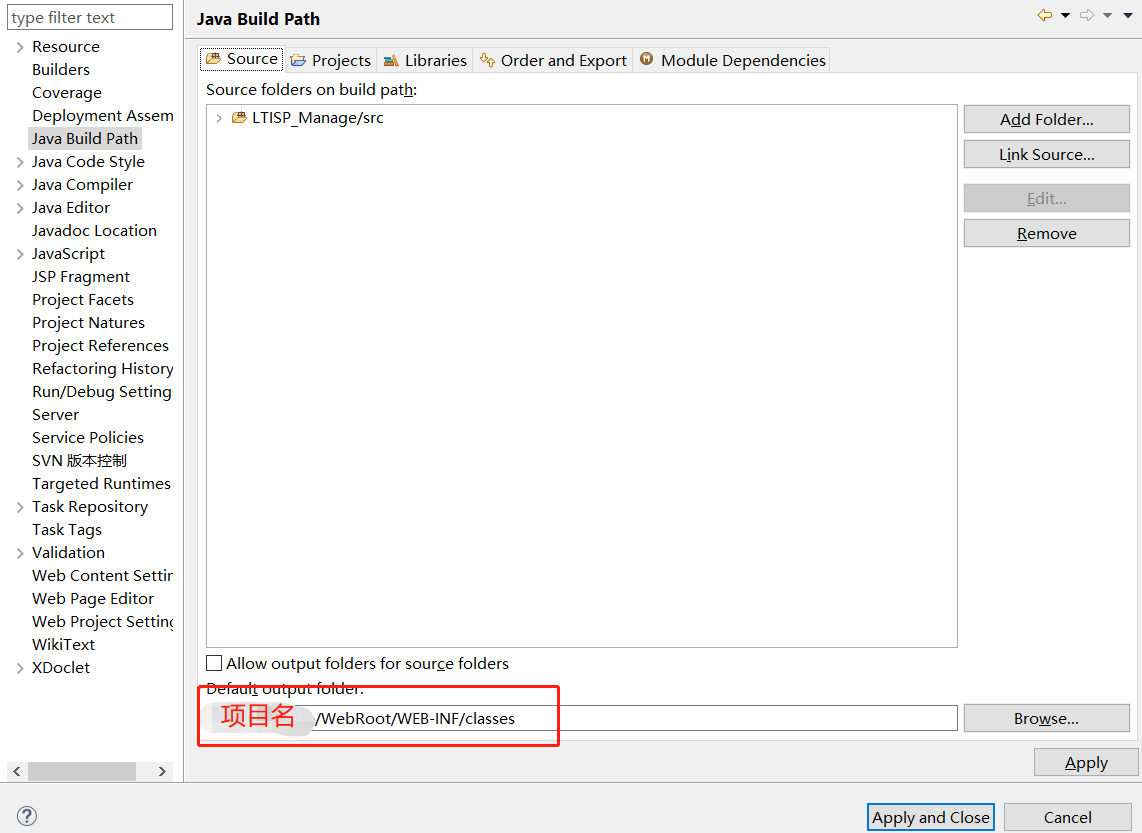 type filter text
Java Build Path
Resource
Builders
Coverage
Deployment Assem
Java Build Path
Java Code Style
Java Compiler
Java Editor
Javadoc Location
JavaScript
JSP Fragment
Project Facets
Project Natures
Project References
Refactoring History
Run/Debug Setting
Server
Service Policies
SVN 版本控制
Targeted Runtimes
Task Repository
Task Tags
Validation
Web Content Settin
Web Page Editor
Web Project Setting
WikiText
XDoclet
Source
Projects
Libraries
Order and Export
Module Dependencies
Source folders on build path:
LTISP_Manage/src
Add Folder...
Link Source...
Edit...
Remove
Allow output folders for source folders
Default output folder:
项目名 /WebRoot/WEB-INF/classes
Browse...
Apply
Apply and Close
Cancel